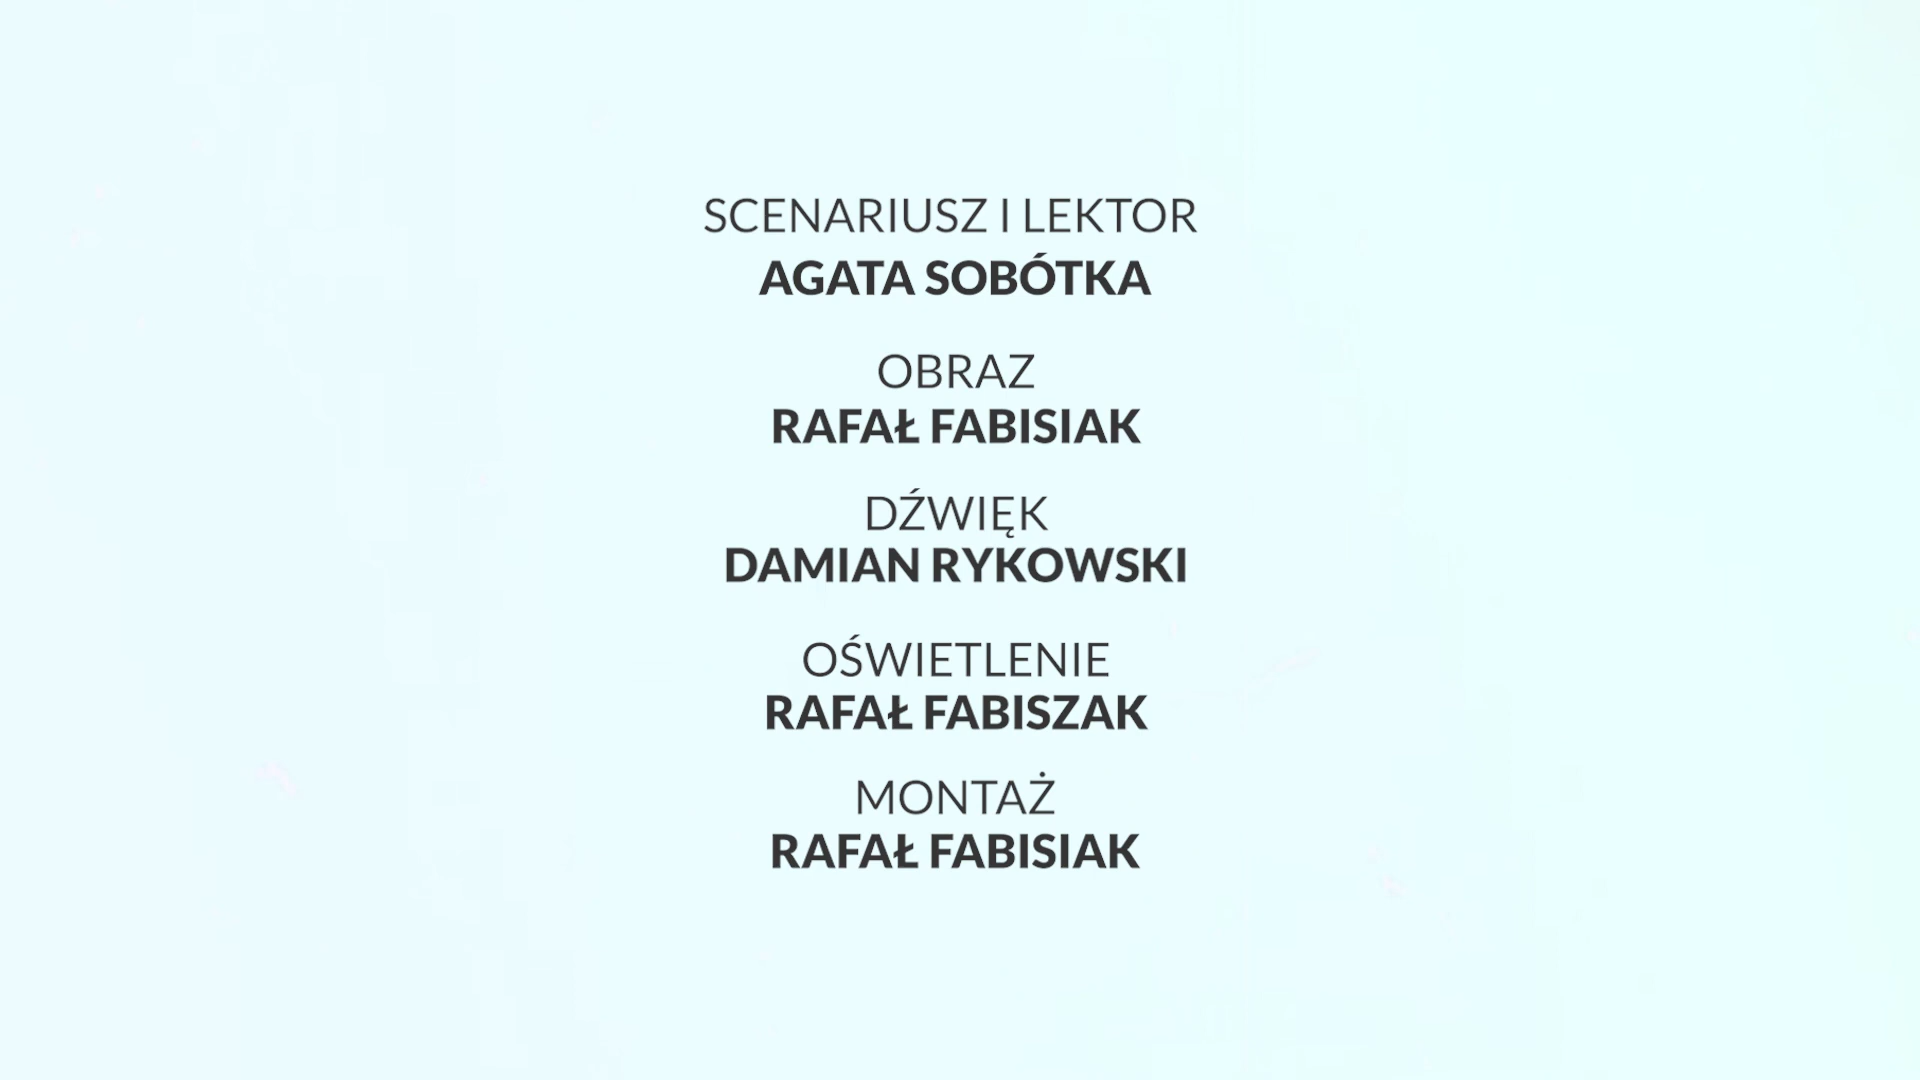 SCENARIUSZ I LEKTOR
AGATA SOBÓTKA
OBRAZ
RAFAŁ FABISIAK
DŹWIĘK
DAMIAN RYKOWSKI
OŚWIETLENIE
RAFAŁ FABISZAK
MONTAŻ
RAFAŁ FABISIAK